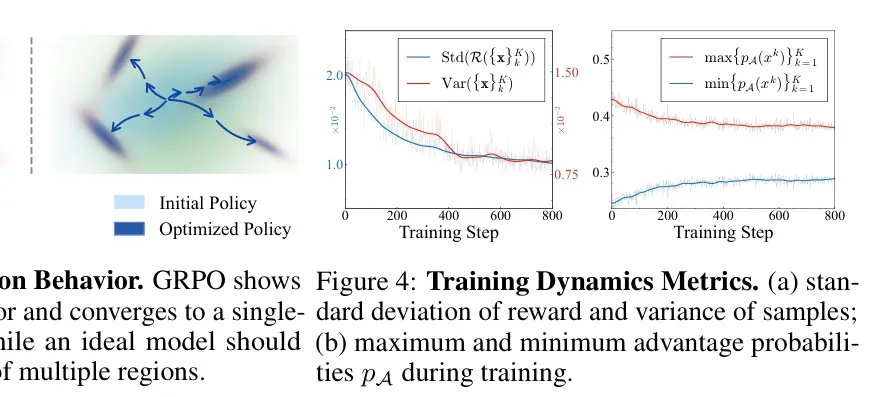 Initial Policy
Optimized Policy
on Behavior. GRPO shows
or and converges to a single-
hile an ideal model should
of multiple regions.
Std(R({x}_k^K))
Var({x}_k^K)
2.0
1.0
×10⁻²
1.50
0.75
×10⁻²
0 200 400 600 800
Training Step
max{p_A(x^k)}_{k=1}^K
min{p_A(x^k)}_{k=1}^K
0.5
0.4
0.3
0 200 400 600 800
Training Step
Figure 4: Training Dynamics Metrics. (a) stan-
dard deviation of reward and variance of samples;
(b) maximum and minimum advantage probabili-
ties p_A during training.